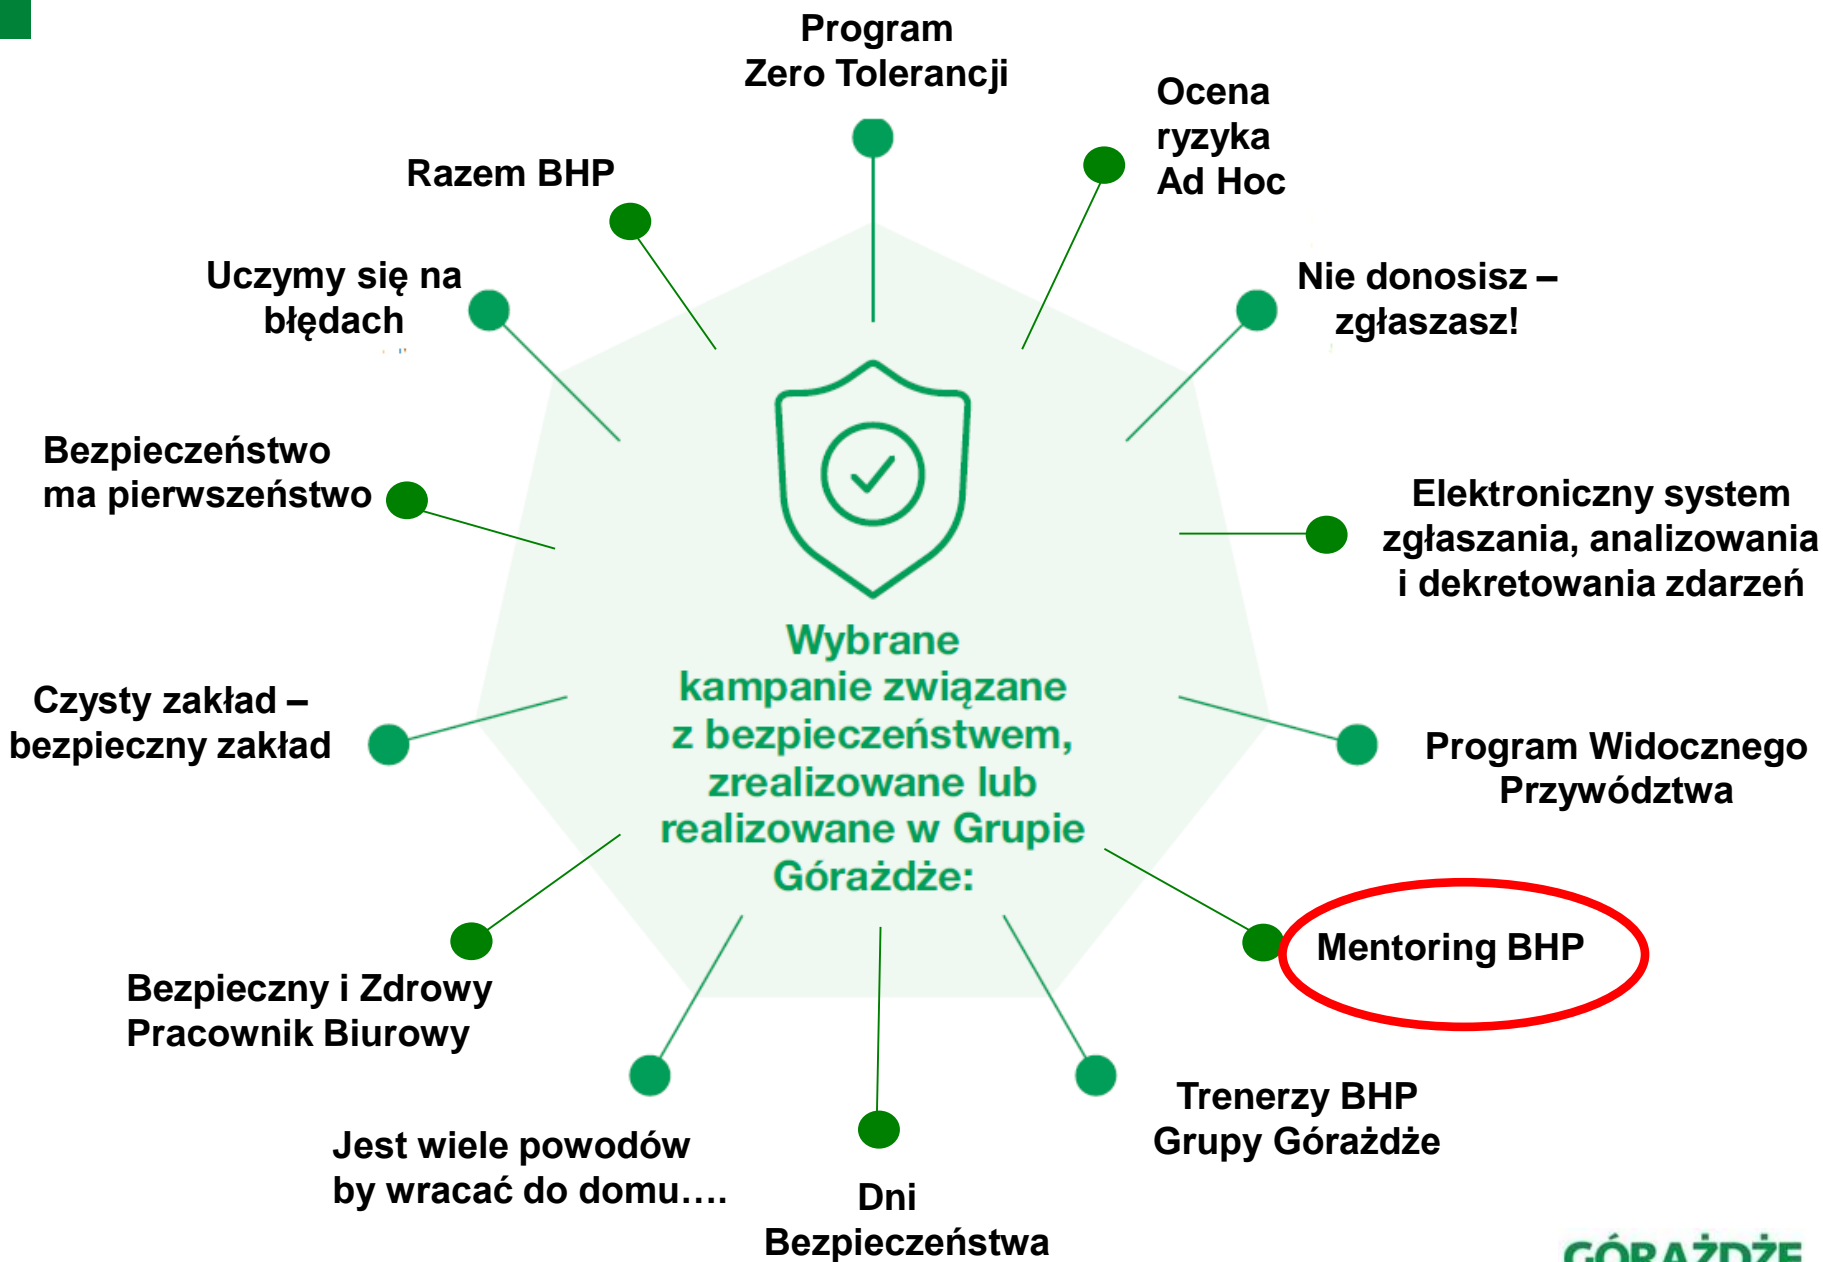 Program
Zero Tolerancji
Ocena
ryzyka
Ad Hoc
Razem BHP
Uczymy się na
błędach
Nie donosisz –
zgłaszasz!
Bezpieczeństwo
ma pierwszeństwo
Elektroniczny system
zgłaszania, analizowania
i dekretowania zdarzeń
Wybrane
kampanie związane
z bezpieczeństwem,
zrealizowane lub
realizowane w Grupie
Górażdże:
Czysty zakład –
bezpieczny zakład
Program Widocznego
Przywództwa
Mentoring BHP
Bezpieczny i Zdrowy
Pracownik Biurowy
Trenerzy BHP
Grupy Górażdże
Jest wiele powodów
by wracać do domu….
Dni
Bezpieczeństwa
GÓRAŻDŻE